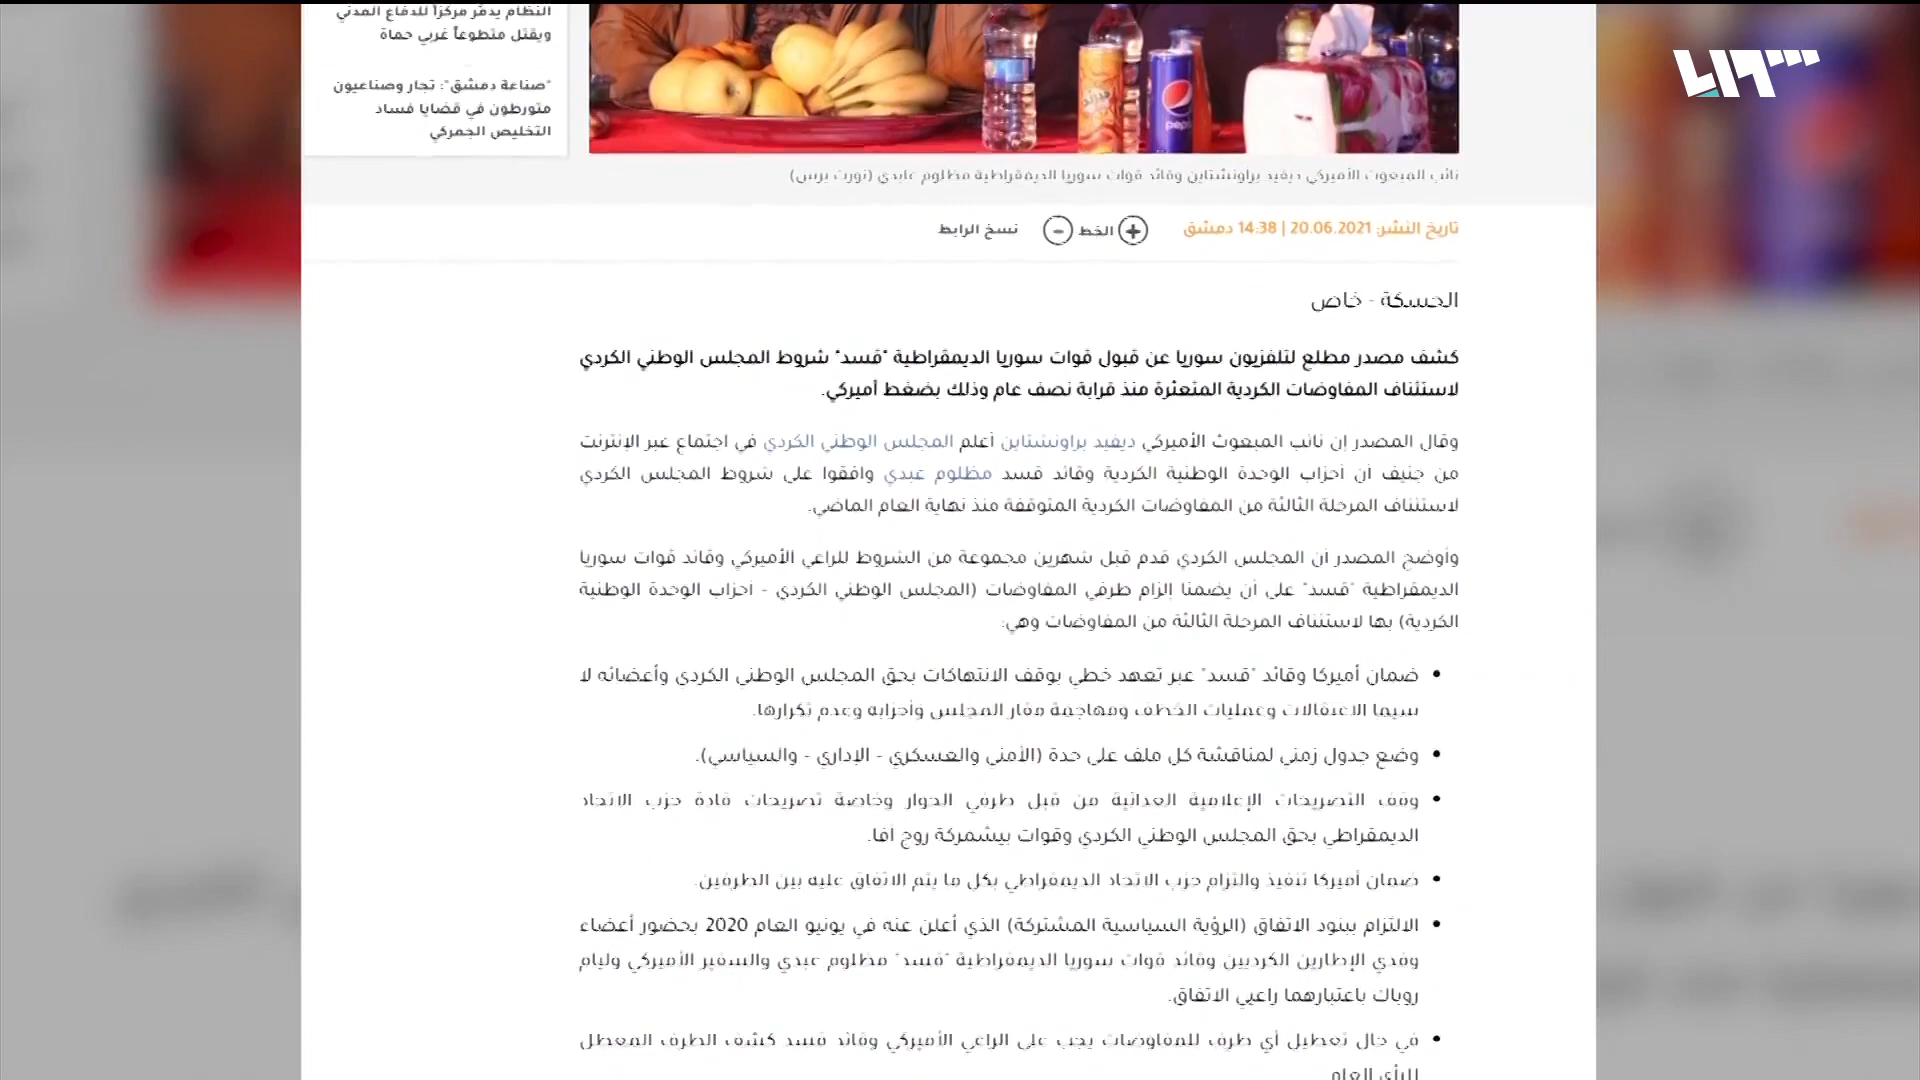 النظام يدمّر مركزاً للدفاع المدني
ويقتل متطوعاً غربي حماة
"صناعة دمشق": تجار وصناعيون
متورطون في قضايا فساد
التخليص الجمركي
pepsi
نائب المبعوث الأميركي ديفيد براونشتاين وقائد قوات سوريا الديمقراطية مظلوم عابدي (نورث برس)
تاريخ النشر: 20.06.2021 | 14:38 دمشق
+ الخط -
نسخ الرابط
الحسكة - خاص
كشف مصدر مطلع لتلفزيون سوريا عن قبول قوات سوريا الديمقراطية "قسد" شروط المجلس الوطني الكردي
لاستئناف المفاوضات الكردية المتعثرة منذ قرابة نصف عام وذلك بضغط أميركي.
وقال المصدر إن نائب المبعوث الأميركي ديفيد براونشتاين أعلم المجلس الوطني الكردي في اجتماع عبر الإنترنت
من جنيف أن أحزاب الوحدة الوطنية الكردية وقائد قسد مظلوم عبدي وافقوا على شروط المجلس الكردي
لاستئناف المرحلة الثالثة من المفاوضات الكردية المتوقفة منذ نهاية العام الماضي.
وأوضح المصدر أن المجلس الكردي قدم قبل شهرين مجموعة من الشروط للراعي الأميركي وقائد قوات سوريا
الديمقراطية "قسد" على أن يضمنا إلزام طرفي المفاوضات (المجلس الوطني الكردي - أحزاب الوحدة الوطنية
الكردية) بها لاستئناف المرحلة الثالثة من المفاوضات وهي:
• ضمان أميركا وقائد "قسد" عبر تعهد خطي بوقف الانتهاكات بحق المجلس الوطني الكردي وأعضائه لا
سيما الاعتقالات وعمليات الخطف ومهاجمة مقار المجلس وأحزابه وعدم تكرارها.
• وضع جدول زمني لمناقشة كل ملف على حدة (الأمني والعسكري - الإداري - والسياسي).
• وقف التصريحات الإعلامية العدائية من قبل طرفي الحوار وخاصة تصريحات قادة حزب الاتحاد
الديمقراطي بحق المجلس الوطني الكردي وقوات بيشمركة روج آفا.
• ضمان أميركا تنفيذ والتزام حزب الاتحاد الديمقراطي بكل ما يتم الاتفاق عليه بين الطرفين.
• الالتزام ببنود الاتفاق (الرؤية السياسية المشتركة) الذي أعلن عنه في يونيو العام 2020 بحضور أعضاء
وفدي الإطارين الكرديين وقائد قوات سوريا الديمقراطية "قسد" مظلوم عبدي والسفير الأميركي وليام
روباك باعتبارهما راعيي الاتفاق.
• في حال تعطيل أي طرف للمفاوضات يجب على الراعي الأميركي وقائد قسد كشف الطرف المعطل
للرأي العام